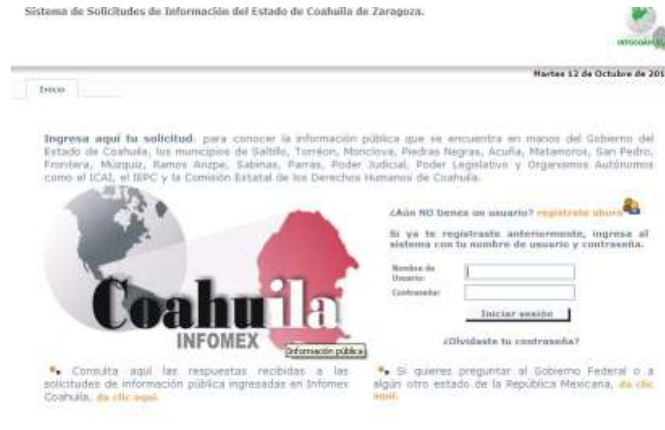 Sistema de Solicitudes de Información del Estado de Coahuila de Zaragoza.
Martes 12 de Octubre de 201
Inicio
Ingresa aquí tu solicitud, para conocer la información pública que se encuentra en manos del Gobierno del
Estado de Coahuila, los municipios de Saltillo, Torréon, Monclova, Piedras Negras, Acuña, Matamoros, San Pedro,
Frontera, Múzquiz, Ramos Arizpe, Sabinas, Parras, Poder Judicial, Poder Legislativo y Organismos Autónomos
como el ICAI, el IEPC y la Comisión Estatal de los Derechos Humanos de Coahuila.
¿Aún NO tienes un usuario? regístrate ahora
Si ya te registraste anteriormente, ingresa al
sistema con tu nombre de usuario y contraseña.
Nombre de
Usuario:
Contraseña:
Iniciar sesión
¿Olvidaste tu contraseña?
Coahuila
INFOMEX
Información pública
Consulta aquí las respuestas recibidas a las
solicitudes de información pública ingresadas en Infomex
Coahuila, da clic aquí.
Si quieres preguntar al Gobierno Federal o a
algún otro estado de la República Mexicana, da clic
aquí.